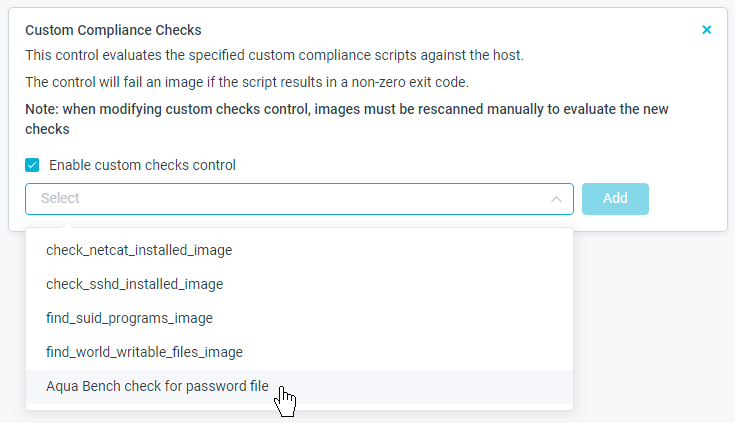 Custom Compliance Checks
This control evaluates the specified custom compliance scripts against the host.
The control will fail an image if the script results in a non-zero exit code.
Note: when modifying custom checks control, images must be rescanned manually to evaluate the new
checks
Enable custom checks control
Select
Add
check_netcat_installed_image
check_sshd_installed_image
find_suid_programs_image
find_world_writable_files_image
Aqua Bench check for password file